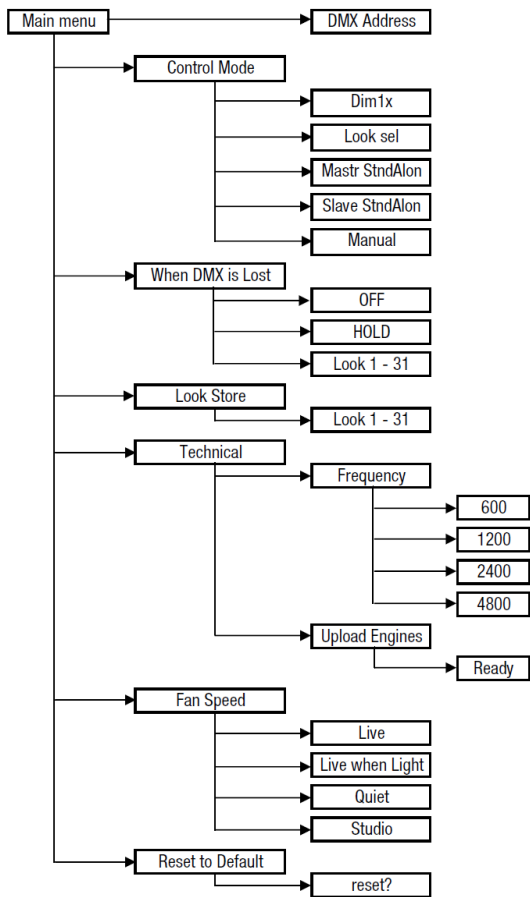 Main menu
DMX Address
Control Mode
Dim1x
Look sel
Mastr StndAlon
Slave StndAlon
Manual
When DMX is Lost
OFF
HOLD
Look 1 - 31
Look Store
Look 1 - 31
Technical
Frequency
600
1200
2400
4800
Upload Engines
Ready
Fan Speed
Live
Live when Light
Quiet
Studio
Reset to Default
reset?